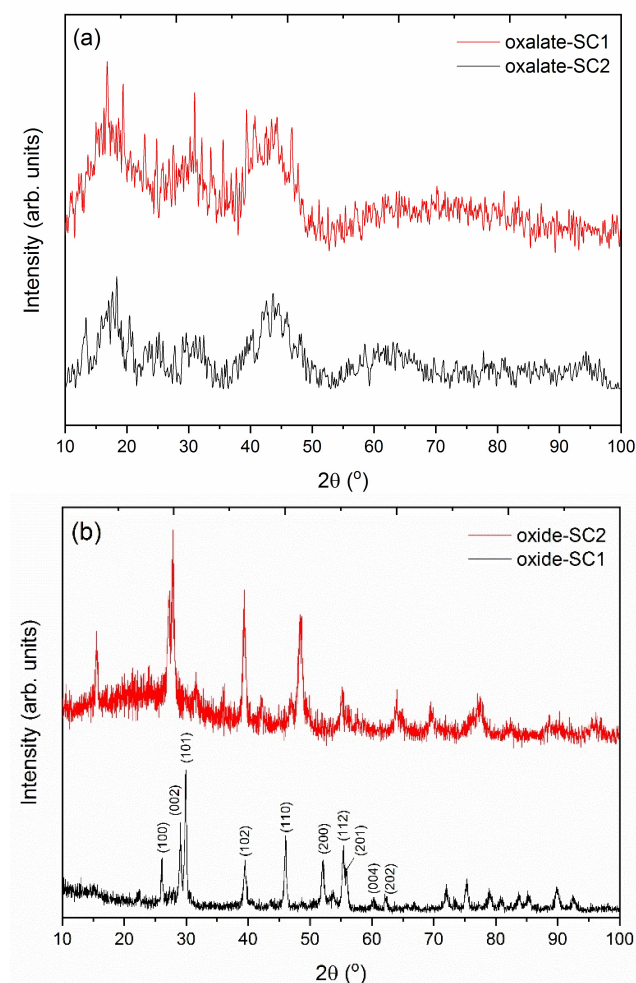 (a)
oxalate-SC1
oxalate-SC2
Intensity (arb. units)
10 20 30 40 50 60 70 80 90 100
2θ (°)
(b)
oxide-SC2
oxide-SC1
Intensity (arb. units)
(100)
(002)
(101)
(102)
(110)
(200)
(112)
(201)
(004)
(202)
10 20 30 40 50 60 70 80 90 100
2θ (°)